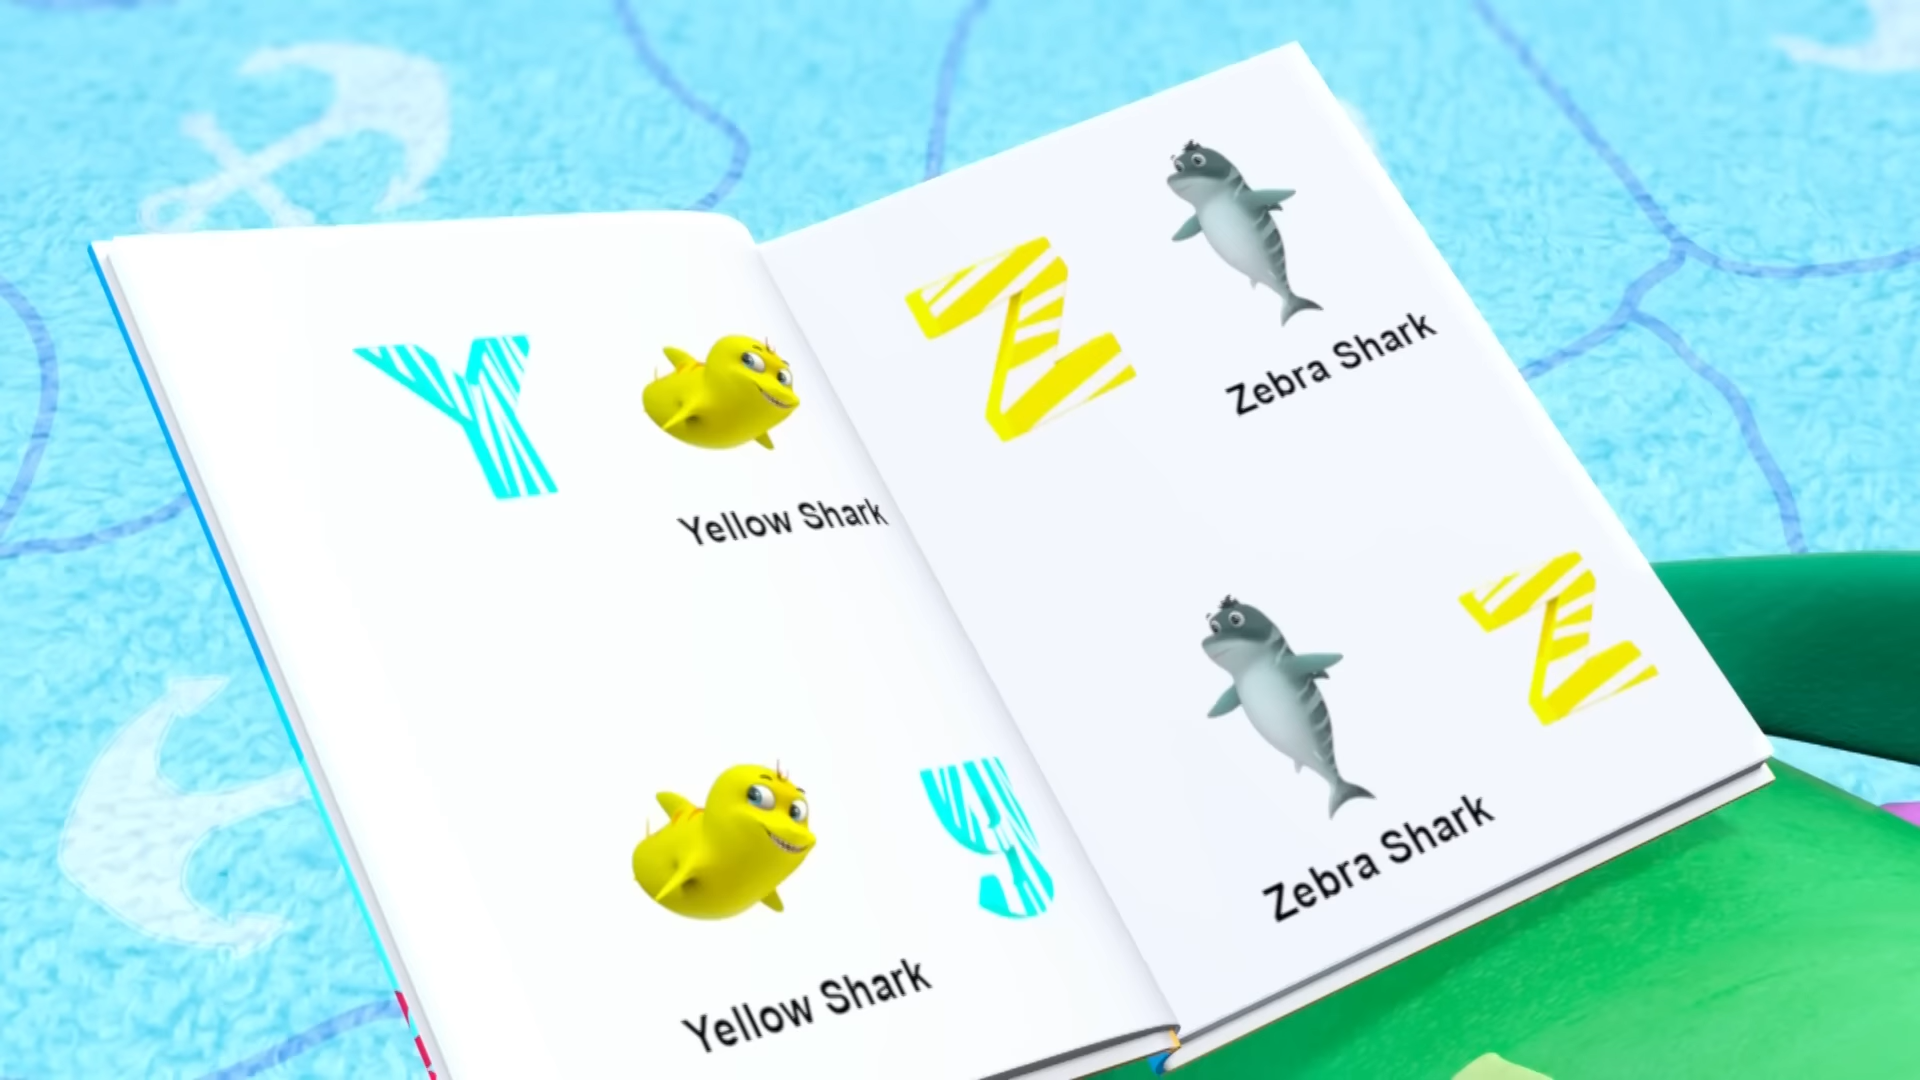 Y
Yellow Shark
y
Yellow Shark
Z
Zebra Shark
z
Zebra Shark